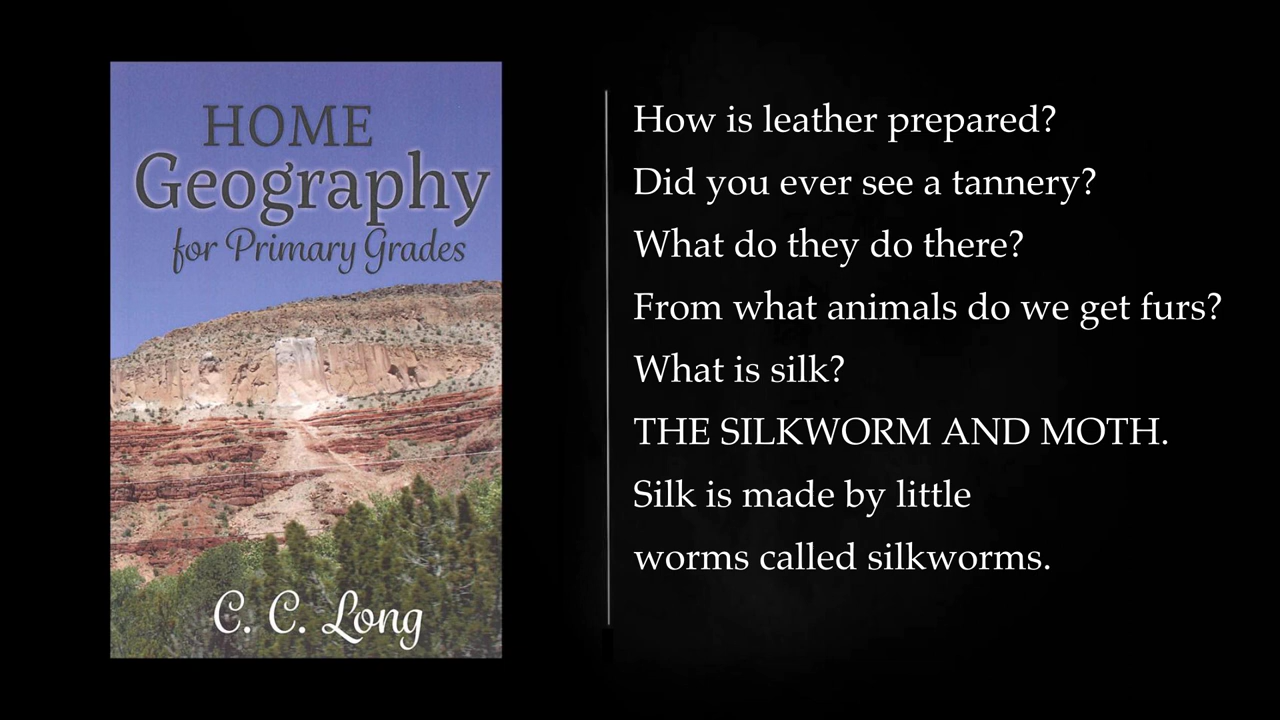 HOME
Geography
for Primary Grades
C. C. Long
How is leather prepared?
Did you ever see a tannery?
What do they do there?
From what animals do we get furs?
What is silk?
THE SILKWORM AND MOTH.
Silk is made by little
worms called silkworms.